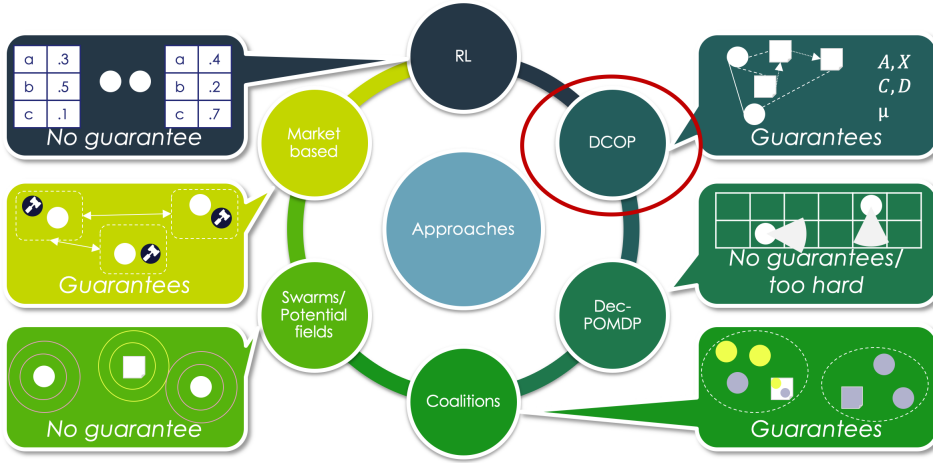 RL
a .3
b .5
c .1
a .4
b .2
c .7
No guarantee
Market
based
DCOP
A, X
C, D
μ
Guarantees
Approaches
Guarantees
No guarantees/
too hard
Swarms/
Potential
fields
Dec-
POMDP
No guarantee
Coalitions
Guarantees